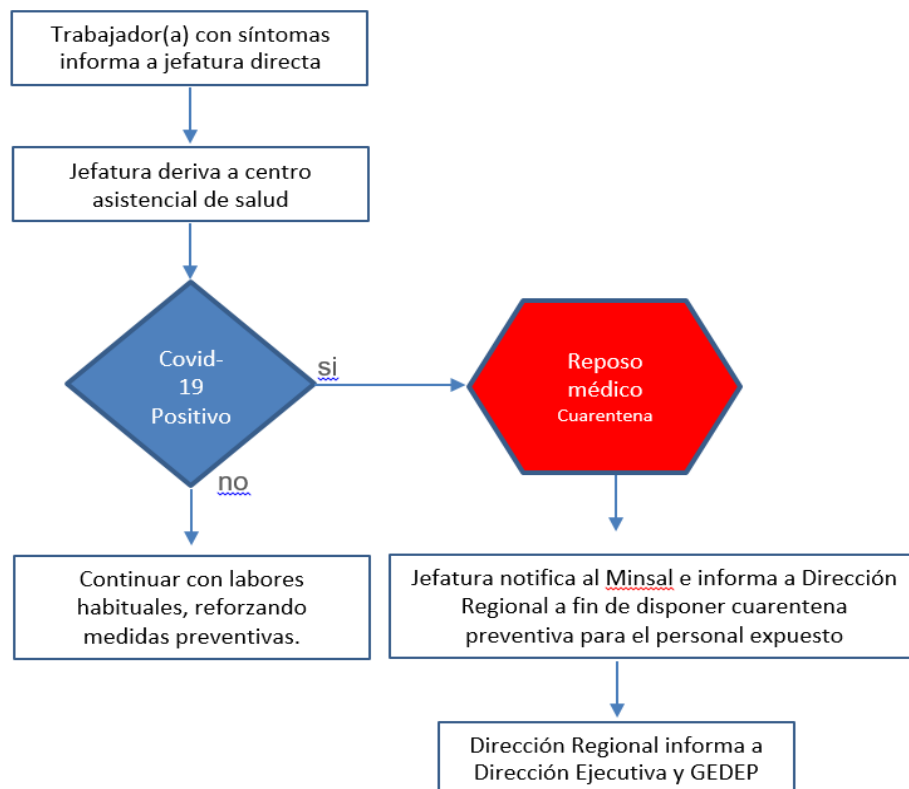 Trabajador(a) con síntomas
informa a jefatura directa
Jefatura deriva a centro
asistencial de salud
Covid-
19
Positivo
si
Reposo
médico
Cuarentena
no
Continuar con labores
habituales, reforzando
medidas preventivas.
Jefatura notifica al Minsal e informa a Dirección
Regional a fin de disponer cuarentena
preventiva para el personal expuesto
Dirección Regional informa a
Dirección Ejecutiva y GEDEP